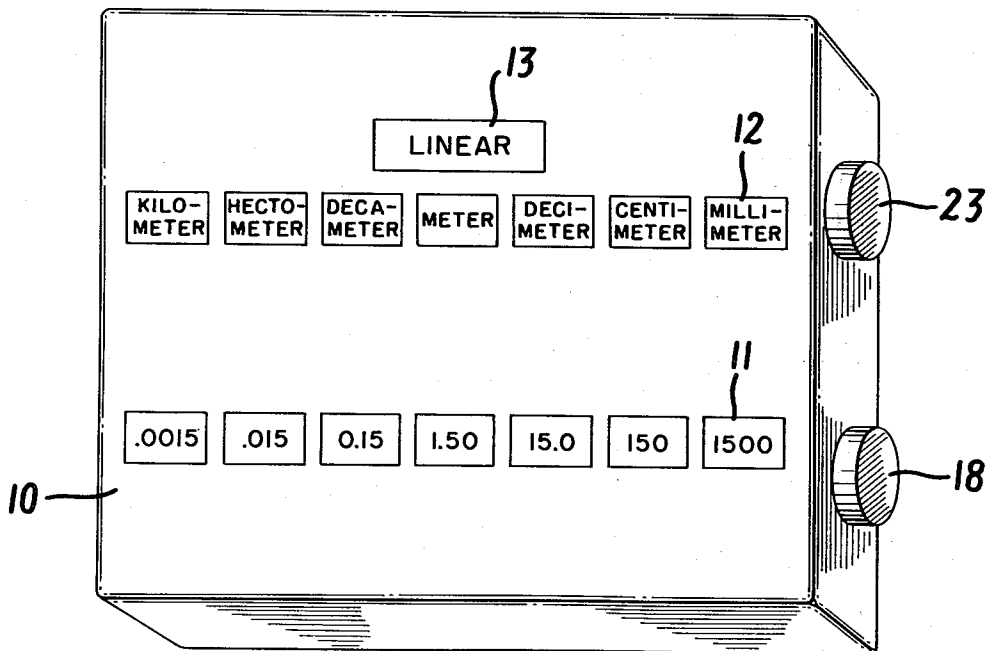 13
LINEAR
12
KILO-
METER
HECTO-
METER
DECA-
METER
METER
DECI-
METER
CENTI-
METER
MILLI-
METER
23
11
.0015
.015
0.15
1.50
15.0
150
1500
10
18